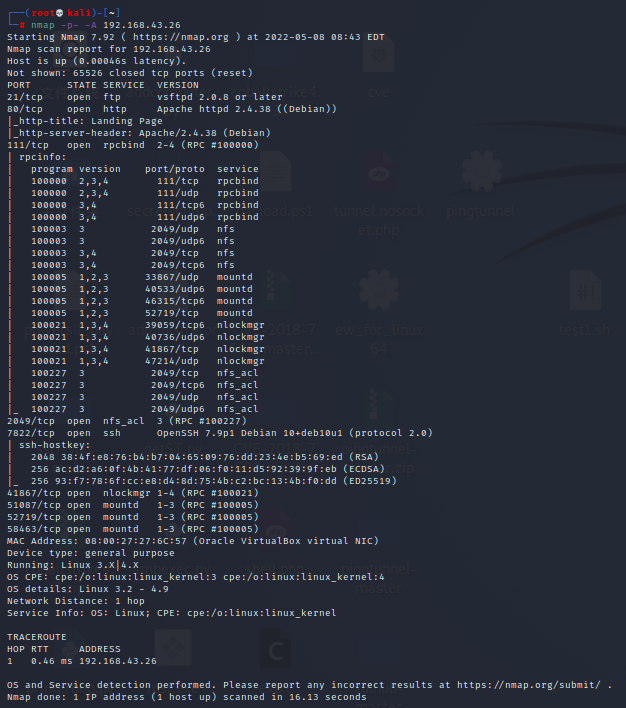 ┌──(root💀kali)-[~]
└─# nmap -p- -A 192.168.43.26
Starting Nmap 7.92 ( https://nmap.org ) at 2022-05-08 08:43 EDT
Nmap scan report for 192.168.43.26
Host is up (0.00046s latency).
Not shown: 65526 closed tcp ports (reset)
PORT      STATE SERVICE  VERSION
21/tcp    open  ftp      vsftpd 2.0.8 or later
80/tcp    open  http     Apache httpd 2.4.38 ((Debian))
|_http-title: Landing Page
|_http-server-header: Apache/2.4.38 (Debian)
111/tcp   open  rpcbind  2-4 (RPC #100000)
| rpcinfo:
|   program version    port/proto  service
|   100000  2,3,4        111/tcp   rpcbind
|   100000  2,3,4        111/udp   rpcbind
|   100000  3,4          111/tcp6  rpcbind
|   100000  3,4          111/udp6  rpcbind
|   100003  3           2049/udp   nfs
|   100003  3           2049/udp6  nfs
|   100003  3,4         2049/tcp   nfs
|   100003  3,4         2049/tcp6  nfs
|   100005  1,2,3      33867/udp   mountd
|   100005  1,2,3      40533/udp6  mountd
|   100005  1,2,3      46315/tcp6  mountd
|   100005  1,2,3      52719/tcp   mountd
|   100021  1,3,4      39059/tcp6  nlockmgr
|   100021  1,3,4      40736/udp6  nlockmgr
|   100021  1,3,4      41867/tcp   nlockmgr
|   100021  1,3,4      47214/udp   nlockmgr
|   100227  3           2049/tcp   nfs_acl
|   100227  3           2049/tcp6  nfs_acl
|   100227  3           2049/udp   nfs_acl
|_  100227  3           2049/udp6  nfs_acl
2049/tcp  open  nfs_acl  3 (RPC #100227)
7822/tcp  open  ssh      OpenSSH 7.9p1 Debian 10+deb10u1 (protocol 2.0)
| ssh-hostkey:
|   2048 38:4f:e8:76:b4:b7:04:65:09:76:dd:23:4e:b5:69:ed (RSA)
|   256 ac:d2:a6:0f:4b:41:77:df:06:f0:11:d5:92:39:9f:eb (ECDSA)
|_  256 93:f7:78:6f:cc:e8:d4:8d:75:4b:c2:bc:13:4b:f0:dd (ED25519)
41867/tcp open  nlockmgr 1-4 (RPC #100021)
51087/tcp open  mountd   1-3 (RPC #100005)
52719/tcp open  mountd   1-3 (RPC #100005)
58463/tcp open  mountd   1-3 (RPC #100005)
MAC Address: 08:00:27:27:6C:57 (Oracle VirtualBox virtual NIC)
Device type: general purpose
Running: Linux 3.X|4.X
OS CPE: cpe:/o:linux:linux_kernel:3 cpe:/o:linux:linux_kernel:4
OS details: Linux 3.2 - 4.9
Network Distance: 1 hop
Service Info: OS: Linux; CPE: cpe:/o:linux:linux_kernel

TRACEROUTE
HOP RTT     ADDRESS
1   0.46 ms 192.168.43.26

OS and Service detection performed. Please report any incorrect results at https://nmap.org/submit/ .
Nmap done: 1 IP address (1 host up) scanned in 16.13 seconds